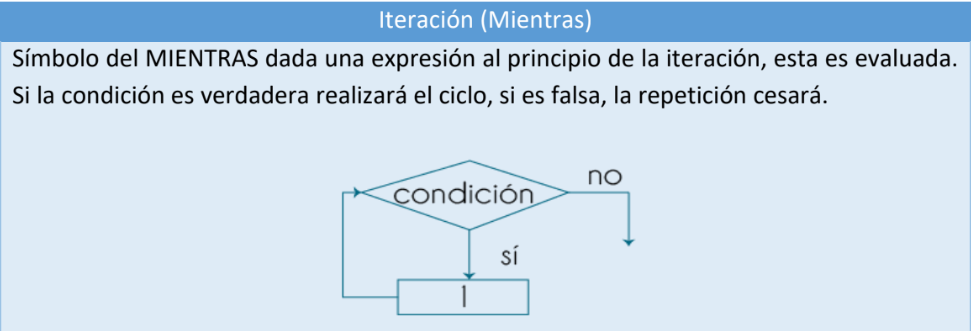 Iteración (Mientras)
Símbolo del MIENTRAS dada una expresión al principio de la iteración, esta es evaluada.
Si la condición es verdadera realizará el ciclo, si es falsa, la repetición cesará.
condición
no
sí
1